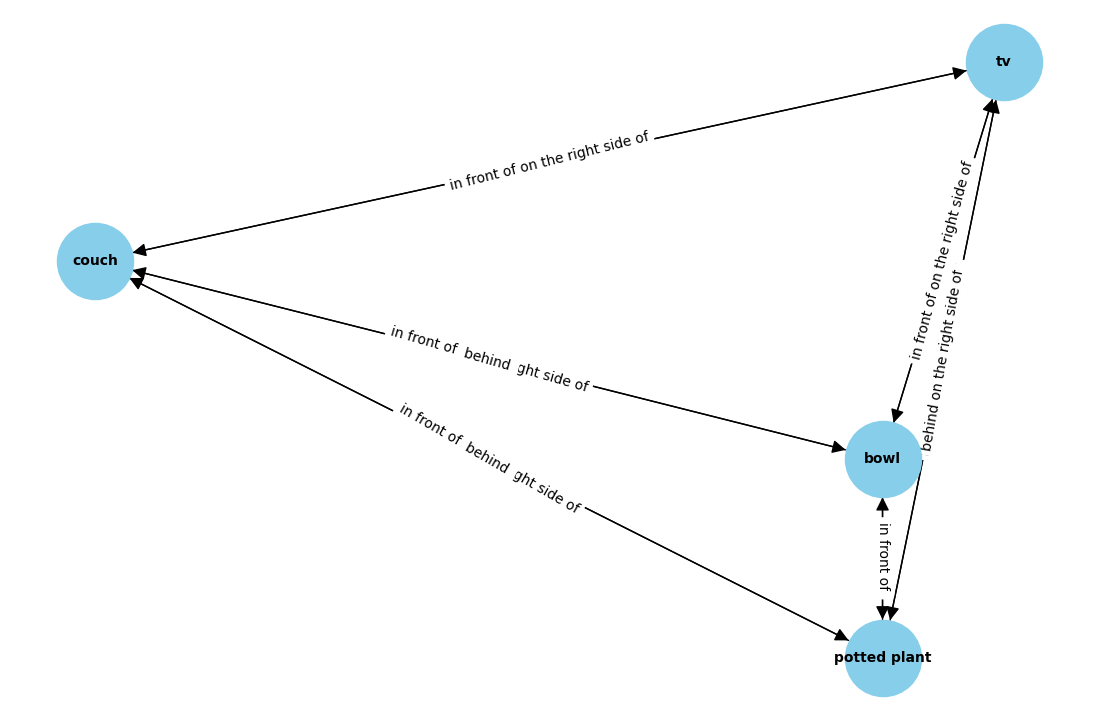 tv
in front of on the right side of
couch
in front of on the right side of
behind on the right side of
in front of behind ght side of
in front of behind ght side of
bowl
in front of
potted plant